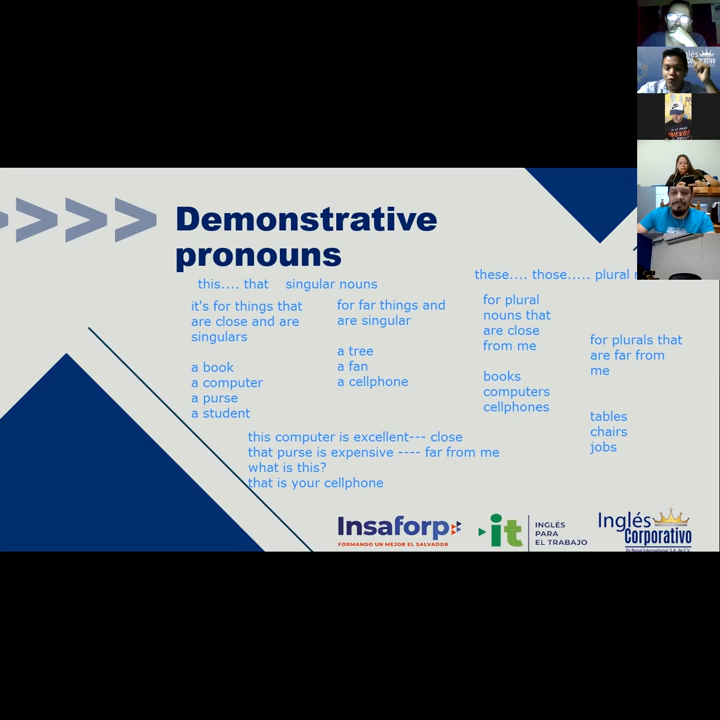 >>>>
Demonstrative
pronouns
this.... that singular nouns
these.... those..... plural
it's for things that
are close and are
singulars
a book
a computer
a purse
a student
for far things and
are singular
a tree
a fan
a cellphone
for plural
nouns that
are close
from me
books
computers
cellphones
for plurals that
are far from
me
tables
chairs
jobs
this computer is excellent--- close
that purse is expensive ---- far from me
what is this?
that is your cellphone
Insaforp
FORMANDO UN MEJOR EL SALVADOR
it
INGLÉS
PARA
EL TRABAJO
Inglés
Corporativo